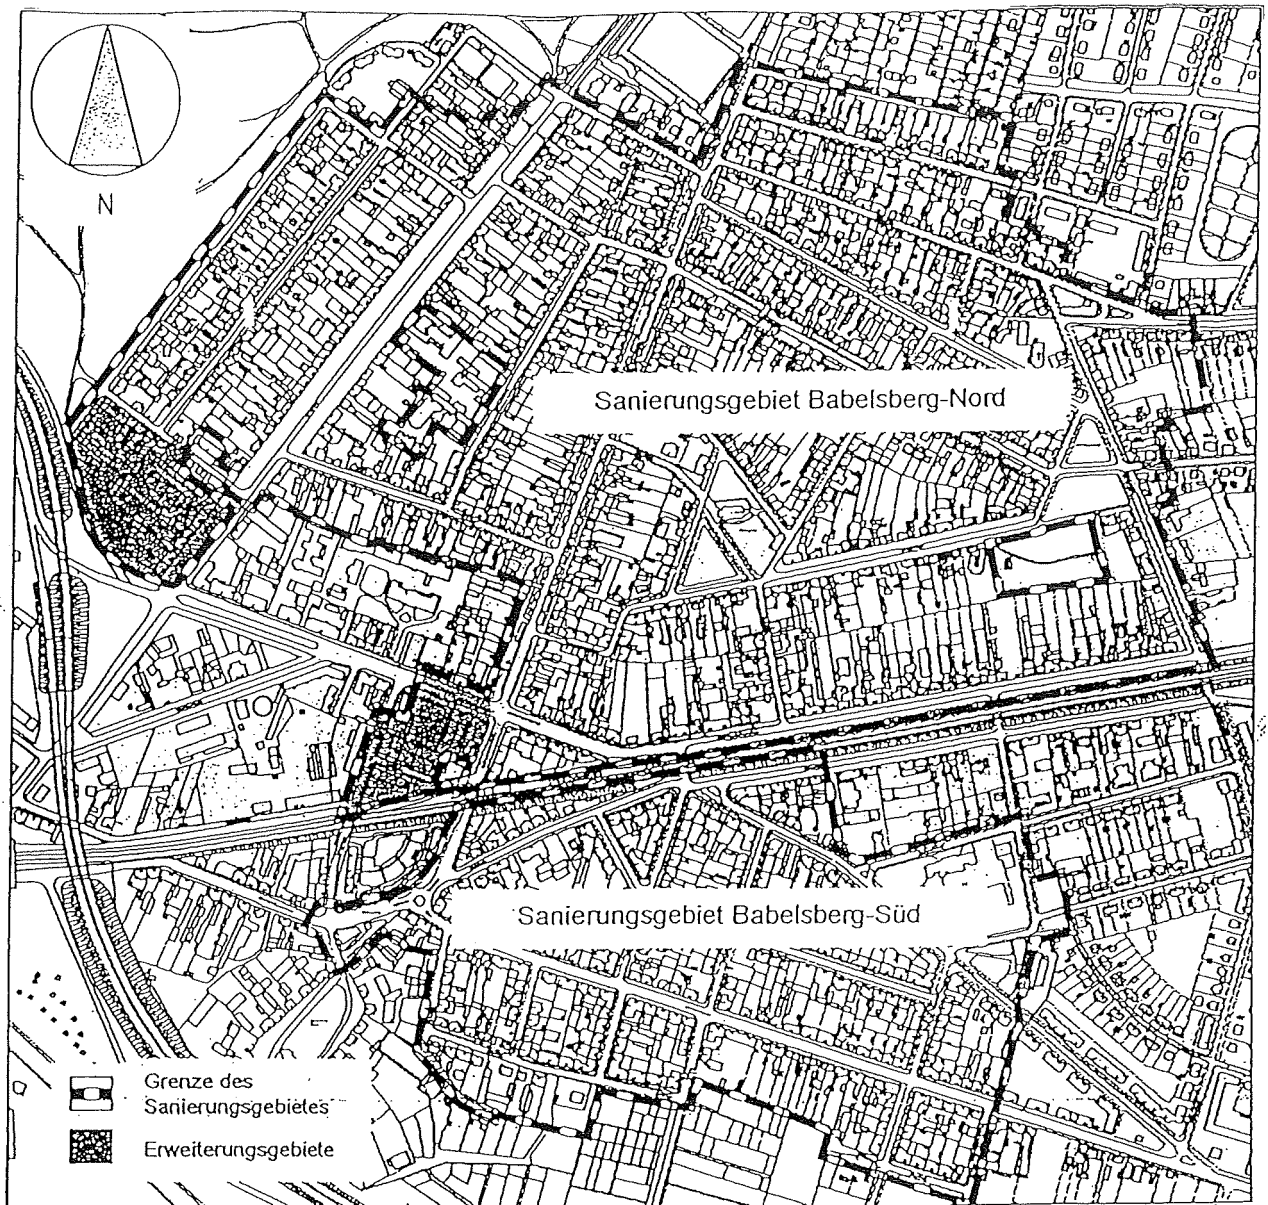 N
Sanierungsgebiet Babelsberg-Nord
Sanierungsgebiet Babelsberg-Süd
Grenze des
Sanierungsgebietes
Erweiterungsgebiete